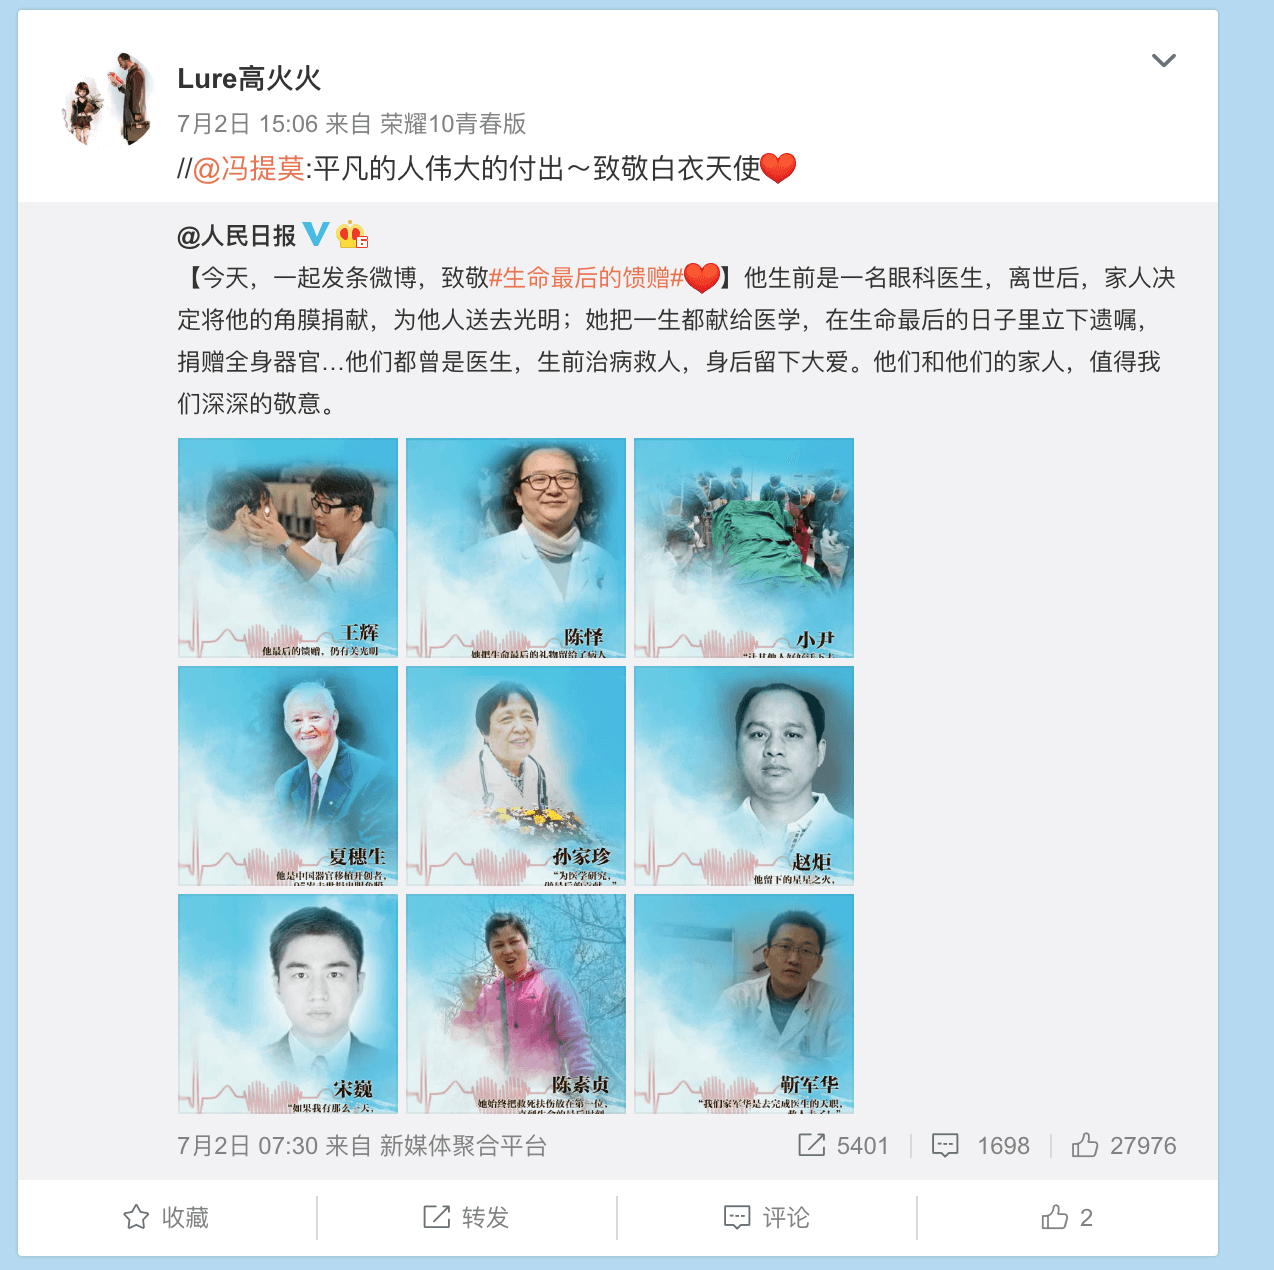 Lure高火火
7月2日 15:06 来自 荣耀10青春版
//@冯提莫:平凡的人伟大的付出～致敬白衣天使❤️
@人民日报
【今天，一起发条微博，致敬#生命最后的馈赠#❤️】他生前是一名眼科医生，离世后，家人决
定将他的角膜捐献，为他人送去光明；她把一生都献给医学，在生命最后的日子里立下遗嘱，
捐赠全身器官...他们都曾是医生，生前治病救人，身后留下大爱。他们和他们的家人，值得我
们深深的敬意。
王辉
他最后的馈赠，仍有关光明
陈怿
她把生命最后的礼物留给了病人
小尹
夏穗生
他是中国器官移植开创者，
孙家珍
“为医学研究，
赵炬
他留下的星星之火，
宋巍
“如果我有那么一天，
陈素贞
她始终把救死扶伤放在第一位，
靳军华
“我们家军华是去完成医生的天职，
7月2日 07:30 来自 新媒体聚合平台
5401
1698
27976
收藏
转发
评论
2